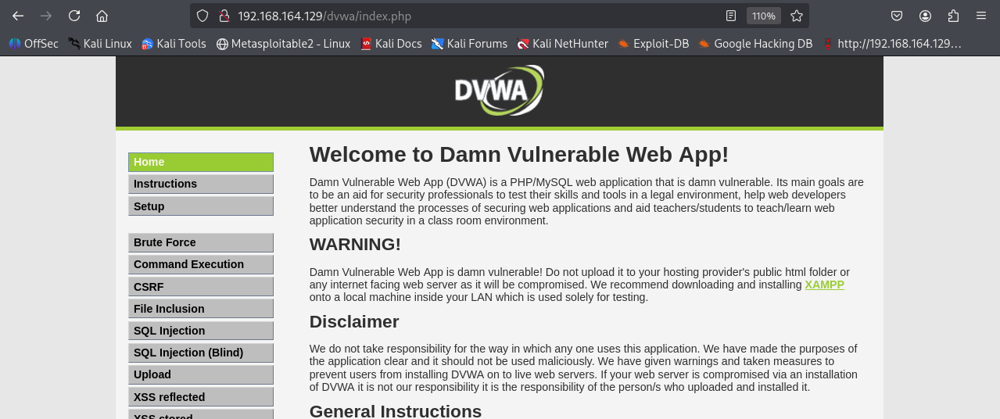 192.168.164.129/dvwa/index.php
110%
OffSec
Kali Linux
Kali Tools
Metasploitable2 - Linux
Kali Docs
Kali Forums
Kali NetHunter
Exploit-DB
Google Hacking DB
http://192.168.164.129…
DVWA
Home
Instructions
Setup
Brute Force
Command Execution
CSRF
File Inclusion
SQL Injection
SQL Injection (Blind)
Upload
XSS reflected
XSS stored
Welcome to Damn Vulnerable Web App!
Damn Vulnerable Web App (DVWA) is a PHP/MySQL web application that is damn vulnerable. Its main goals are
to be an aid for security professionals to test their skills and tools in a legal environment, help web developers
better understand the processes of securing web applications and aid teachers/students to teach/learn web
application security in a class room environment.
WARNING!
Damn Vulnerable Web App is damn vulnerable! Do not upload it to your hosting provider's public html folder or
any internet facing web server as it will be compromised. We recommend downloading and installing XAMPP
onto a local machine inside your LAN which is used solely for testing.
Disclaimer
We do not take responsibility for the way in which any one uses this application. We have made the purposes of
the application clear and it should not be used maliciously. We have given warnings and taken measures to
prevent users from installing DVWA on to live web servers. If your web server is compromised via an installation
of DVWA it is not our responsibility it is the responsibility of the person/s who uploaded and installed it.
General Instructions